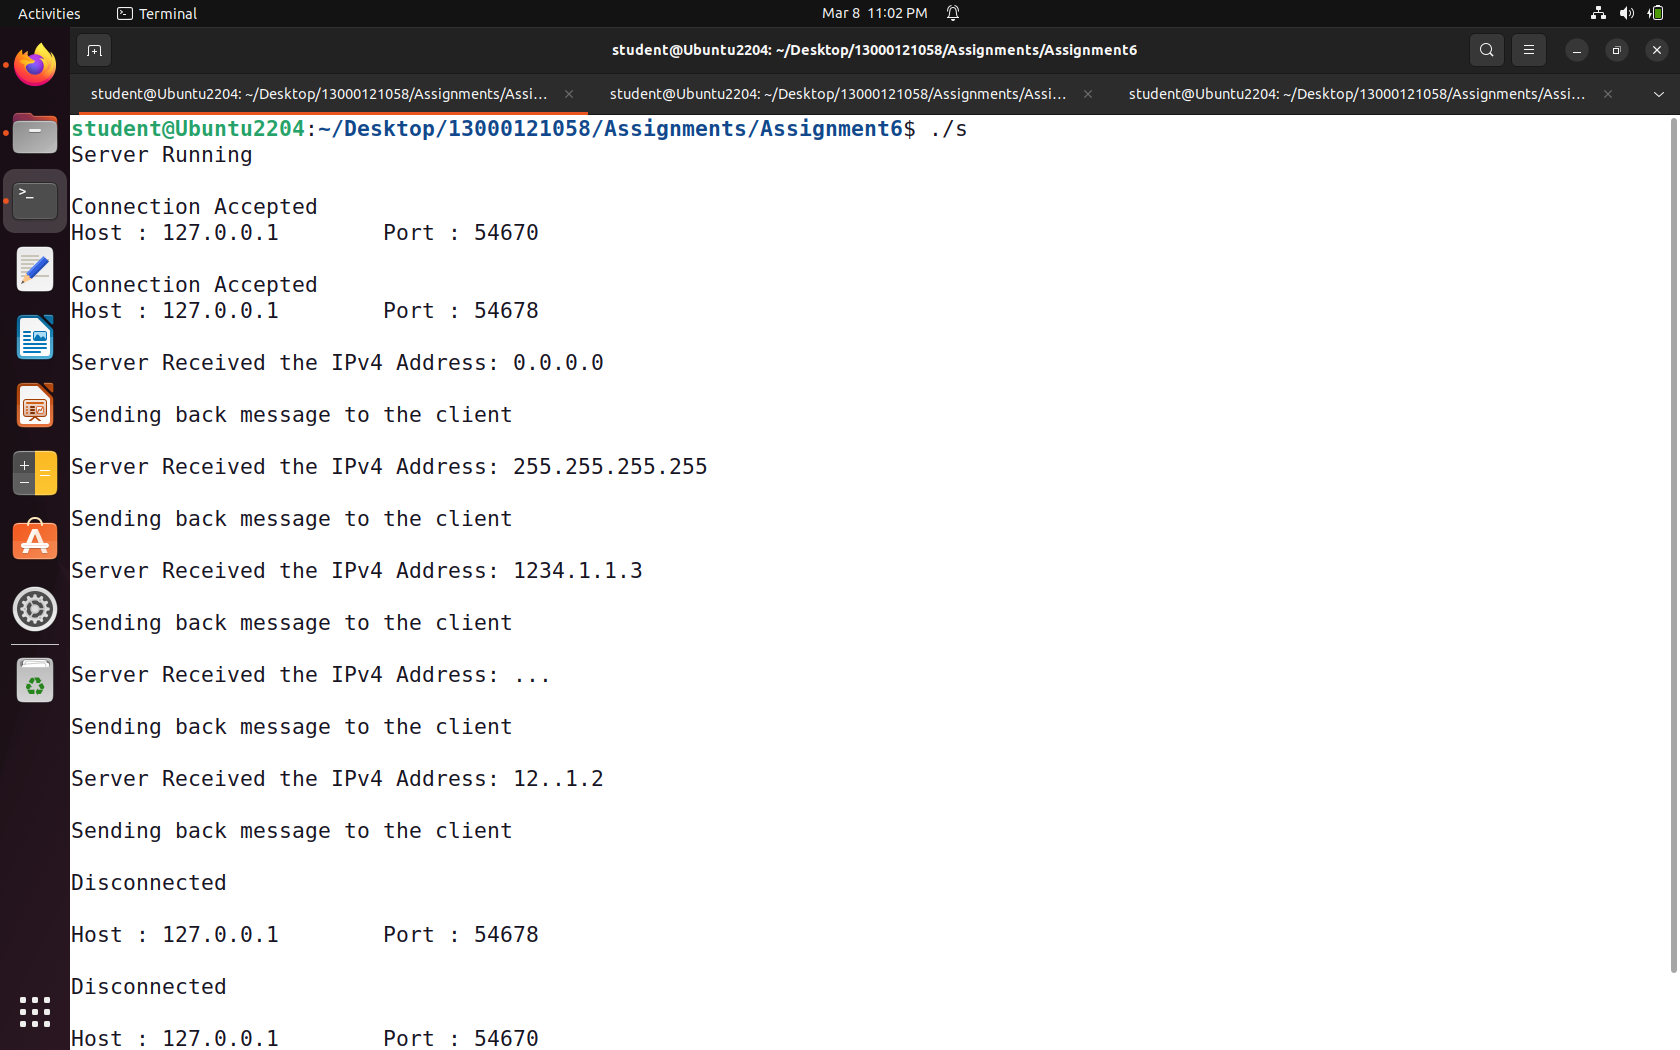 Activities Terminal Mar 8 11:02 PM
student@Ubuntu2204: ~/Desktop/13000121058/Assignments/Assignment6
student@Ubuntu2204: ~/Desktop/13000121058/Assignments/Assi... student@Ubuntu2204: ~/Desktop/13000121058/Assignments/Assi... student@Ubuntu2204: ~/Desktop/13000121058/Assignments/Assi...
student@Ubuntu2204:~/Desktop/13000121058/Assignments/Assignment6$ ./s
Server Running
Connection Accepted
Host : 127.0.0.1 Port : 54670
Connection Accepted
Host : 127.0.0.1 Port : 54678
Server Received the IPv4 Address: 0.0.0.0
Sending back message to the client
Server Received the IPv4 Address: 255.255.255.255
Sending back message to the client
Server Received the IPv4 Address: 1234.1.1.3
Sending back message to the client
Server Received the IPv4 Address: ...
Sending back message to the client
Server Received the IPv4 Address: 12..1.2
Sending back message to the client
Disconnected
Host : 127.0.0.1 Port : 54678
Disconnected
Host : 127.0.0.1 Port : 54670